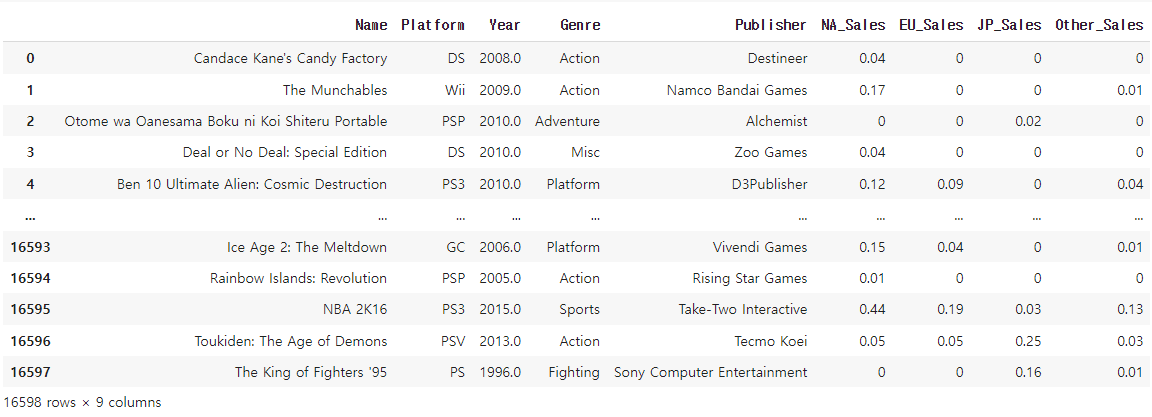 Name Platform Year Genre Publisher NA_Sales EU_Sales JP_Sales Other_Sales
0 Candace Kane's Candy Factory DS 2008.0 Action Destineer 0.04 0 0 0
1 The Munchables Wii 2009.0 Action Namco Bandai Games 0.17 0 0 0.01
2 Otome wa Oanesama Boku ni Koi Shiteru Portable PSP 2010.0 Adventure Alchemist 0 0 0.02 0
3 Deal or No Deal: Special Edition DS 2010.0 Misc Zoo Games 0.04 0 0 0
4 Ben 10 Ultimate Alien: Cosmic Destruction PS3 2010.0 Platform D3Publisher 0.12 0.09 0 0.04
... ... ... ... ... ... ... ... ... ...
16593 Ice Age 2: The Meltdown GC 2006.0 Platform Vivendi Games 0.15 0.04 0 0.01
16594 Rainbow Islands: Revolution PSP 2005.0 Action Rising Star Games 0.01 0 0 0
16595 NBA 2K16 PS3 2015.0 Sports Take-Two Interactive 0.44 0.19 0.03 0.13
16596 Toukiden: The Age of Demons PSV 2013.0 Action Tecmo Koei 0.05 0.05 0.25 0.03
16597 The King of Fighters '95 PS 1996.0 Fighting Sony Computer Entertainment 0 0 0.16 0.01
16598 rows × 9 columns